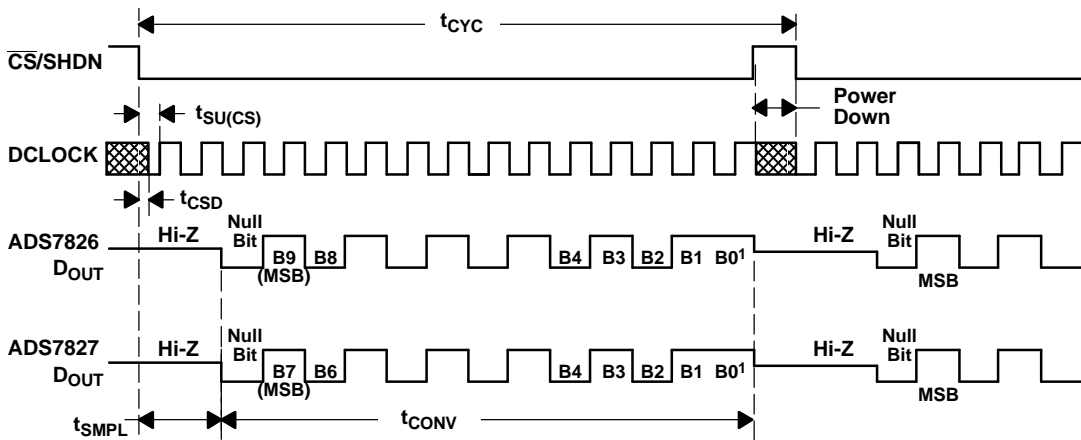 tCYC
CS/SHDN
Power
Down
tSU(CS)
DCLOCK
tCSD
ADS7826
DOUT
Hi-Z
Null
Bit
B9
(MSB)
B8
B4
B3
B2
B1
B0¹
Hi-Z
Null
Bit
MSB
ADS7827
DOUT
Hi-Z
Null
Bit
B7
(MSB)
B6
B4
B3
B2
B1
B0¹
Hi-Z
Null
Bit
MSB
tSMPL
tCONV